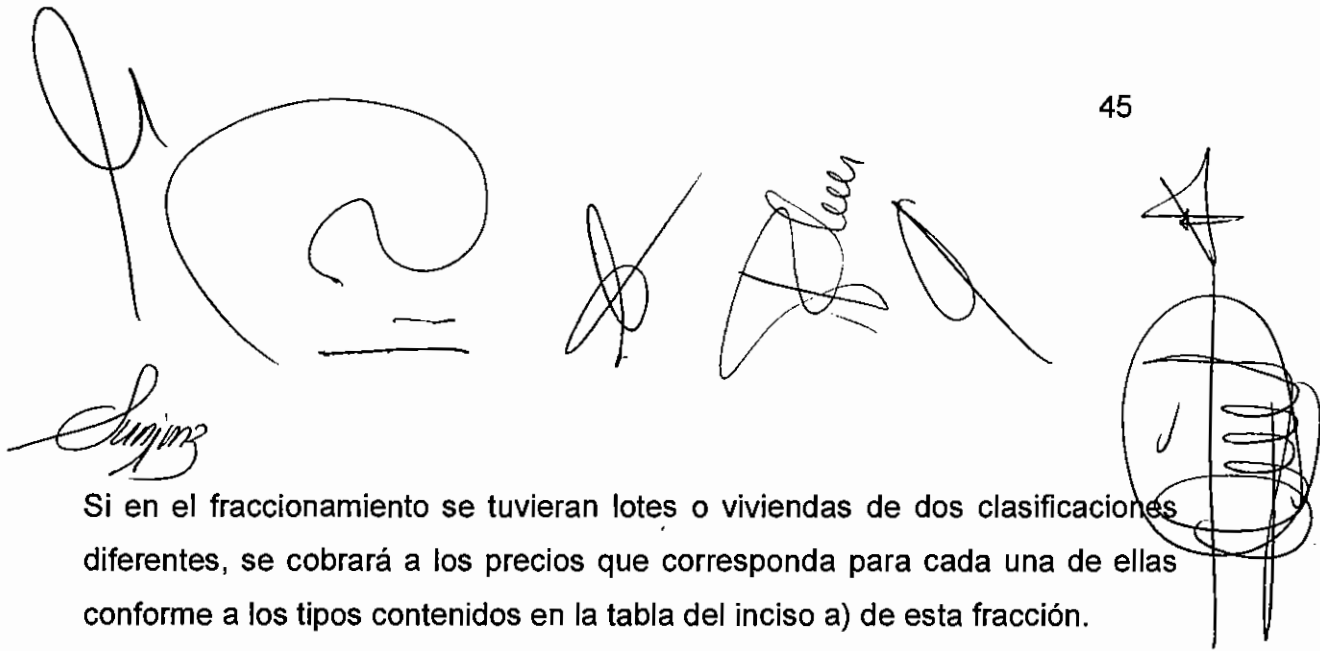 45
Si en el fraccionamiento se tuvieran lotes o viviendas de dos clasificaciones
diferentes, se cobrará a los precios que corresponda para cada una de ellas
conforme a los tipos contenidos en la tabla del inciso a) de esta fracción.